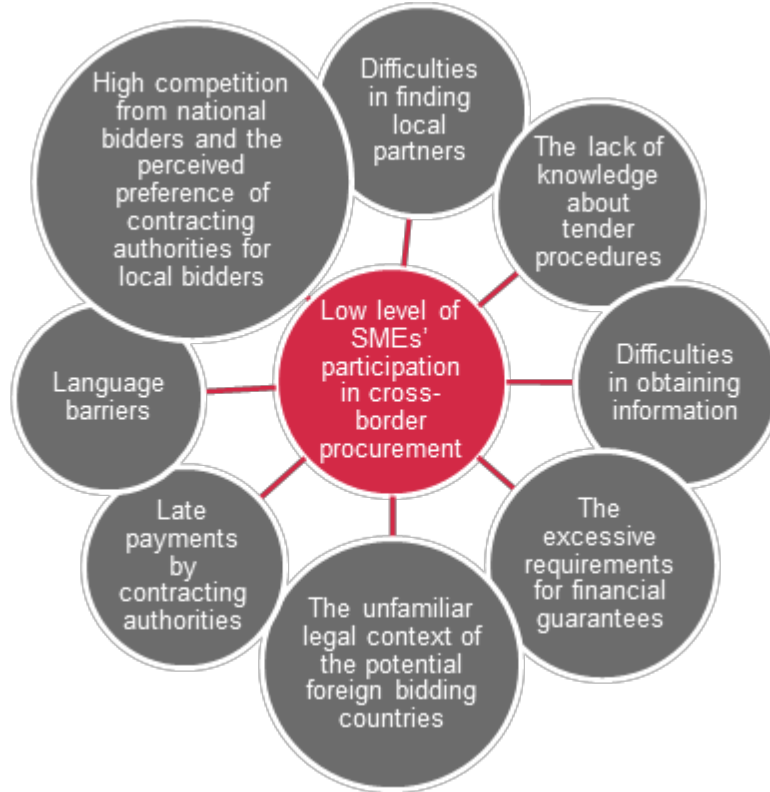 High competition
from national
bidders and the
perceived
preference of
contracting
authorities for
local bidders
Difficulties
in finding
local
partners
The lack of
knowledge
about
tender
procedures
Difficulties
in obtaining
information
The
excessive
requirements
for financial
guarantees
The unfamiliar
legal context of
the potential
foreign bidding
countries
Late
payments
by
contracting
authorities
Language
barriers
Low level of
SMEs'
participation
in cross-
border
procurement